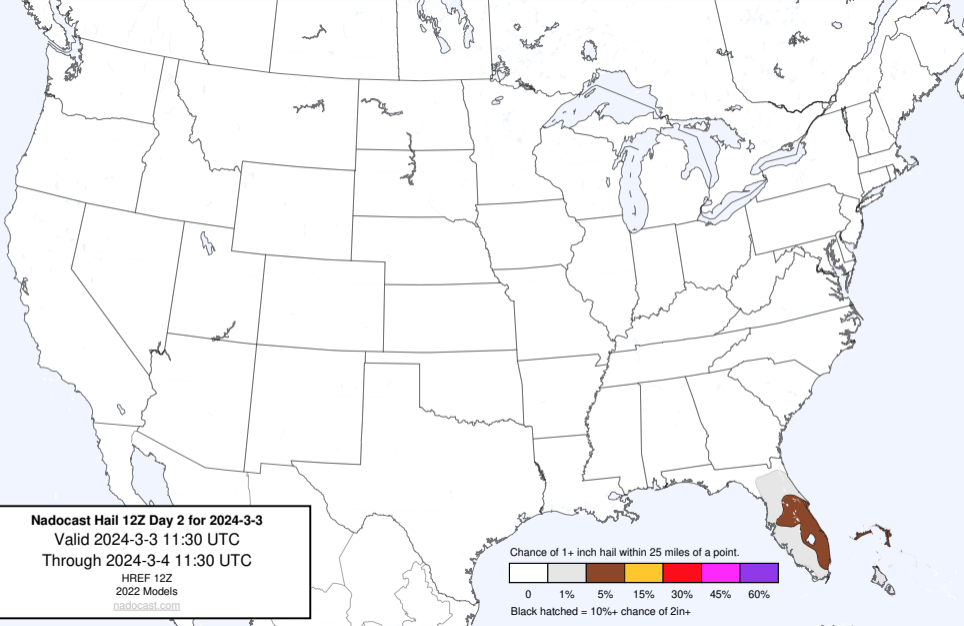 Nadocast Hail 12Z Day 2 for 2024-3-3
Valid 2024-3-3 11:30 UTC
Through 2024-3-4 11:30 UTC
HREF 12Z
2022 Models
nadocast.com
Chance of 1+ inch hail within 25 miles of a point.
0 1% 5% 15% 30% 45% 60%
Black hatched = 10%+ chance of 2in+